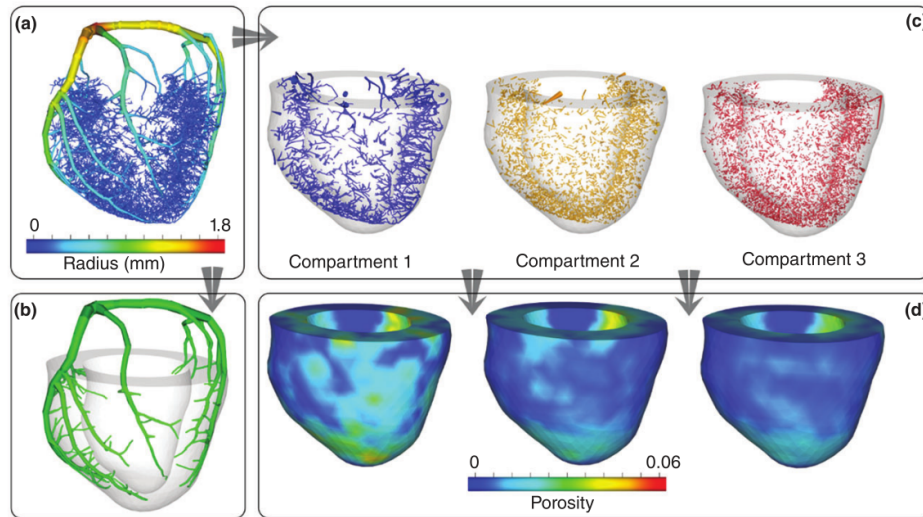 (a)
(c)
0 1.8
Radius (mm)
Compartment 1 Compartment 2 Compartment 3
(b)
(d)
0 0.06
Porosity